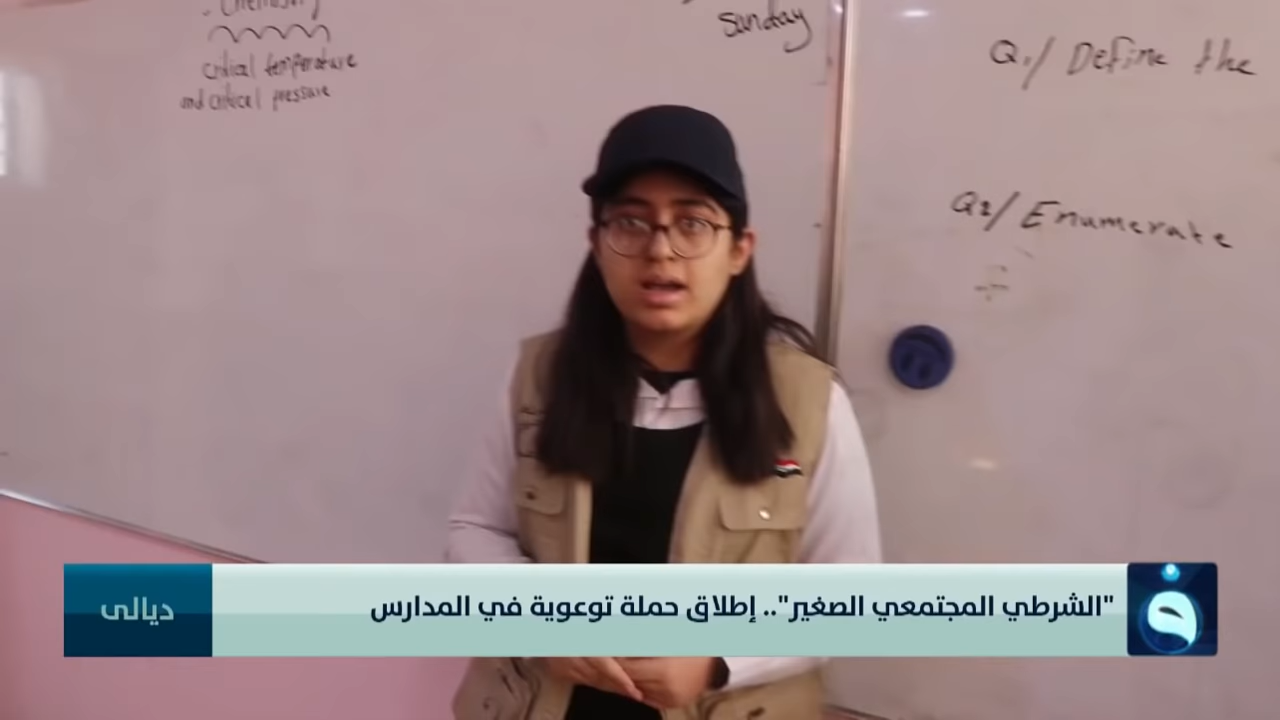 Chemistry
critical temperature
and critical pressure
Sunday
Q1/ Define the
Q2/ Enumerate
"الشرطي المجتمعي الصغير".. إطلاق حملة توعوية في المدارس
ديالى